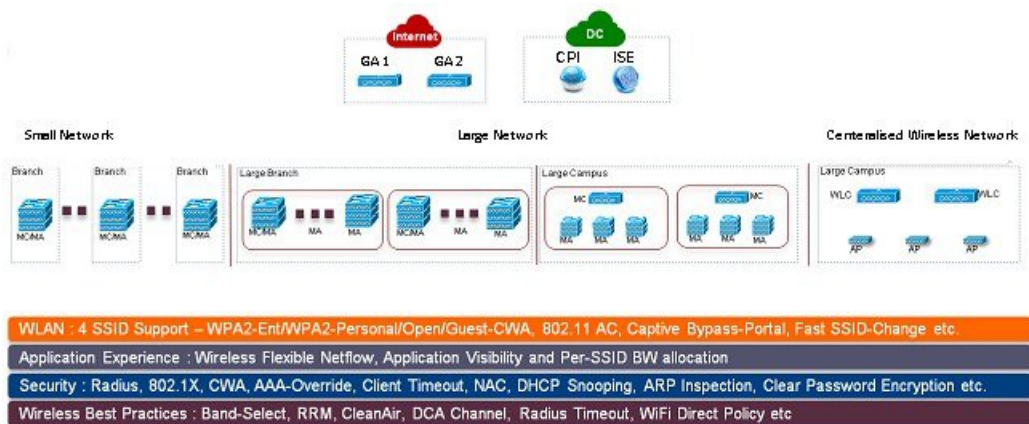 Internet
DC
GA1 GA2
CPI ISE
Small Network
Large Network
Centeralised Wireless Network
Branch Branch Branch
Large Branch
Large Campus
Large Campus
MC MC
WLC WLC
MC/MA MC/MA MC/MA
MC/MA MA MA MC/MA MA MA
MA MA MA MA MA MA
AP AP AP
WLAN : 4 SSID Support – WPA2-Ent/WPA2-Personal/Open/Guest-CWA, 802.11 AC, Captive Bypass-Portal, Fast SSID-Change etc.
Application Experience : Wireless Flexible Netflow, Application Visibility and Per-SSID BW allocation
Security : Radius, 802.1X, CWA, AAA-Override, Client Timeout, NAC, DHCP Snooping, ARP Inspection, Clear Password Encryption etc.
Wireless Best Practices : Band-Select, RRM, CleanAir, DCA Channel, Radius Timeout, WiFi Direct Policy etc